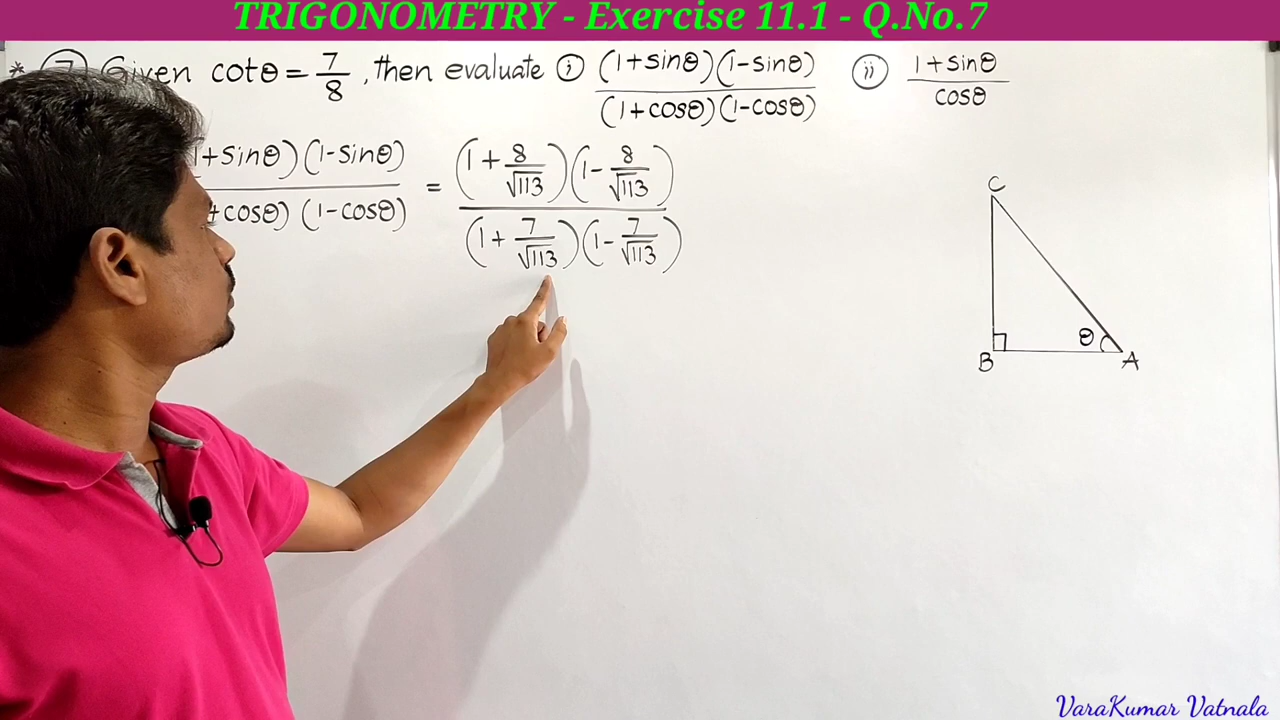 TRIGONOMETRY - Exercise 11.1 - Q.No.7
* 7 Given cotθ = 7/8, then evaluate (i) (1+sinθ)(1-sinθ)/(1+cosθ)(1-cosθ) (ii) 1+sinθ/cosθ
+sinθ)(1-sinθ)/+cosθ)(1-cosθ) = (1+8/√113)(1-8/√113)/(1+7/√113)(1-7/√113)
C
θ
B A
VaraKumar Vatnala